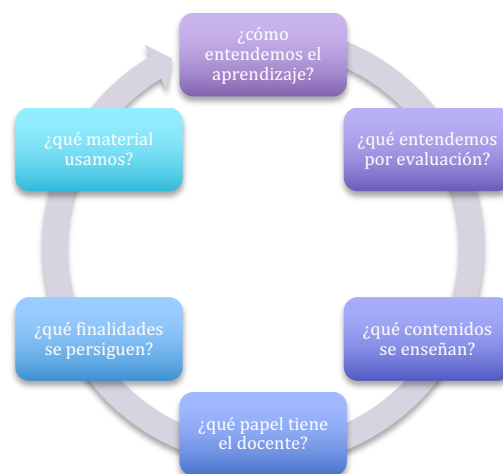 ¿cómo
entendemos el
aprendizaje?
¿qué entendemos
por evaluación?
¿qué contenidos
se enseñan?
¿qué papel tiene
el docente?
¿qué finalidades
se persiguen?
¿qué material
usamos?